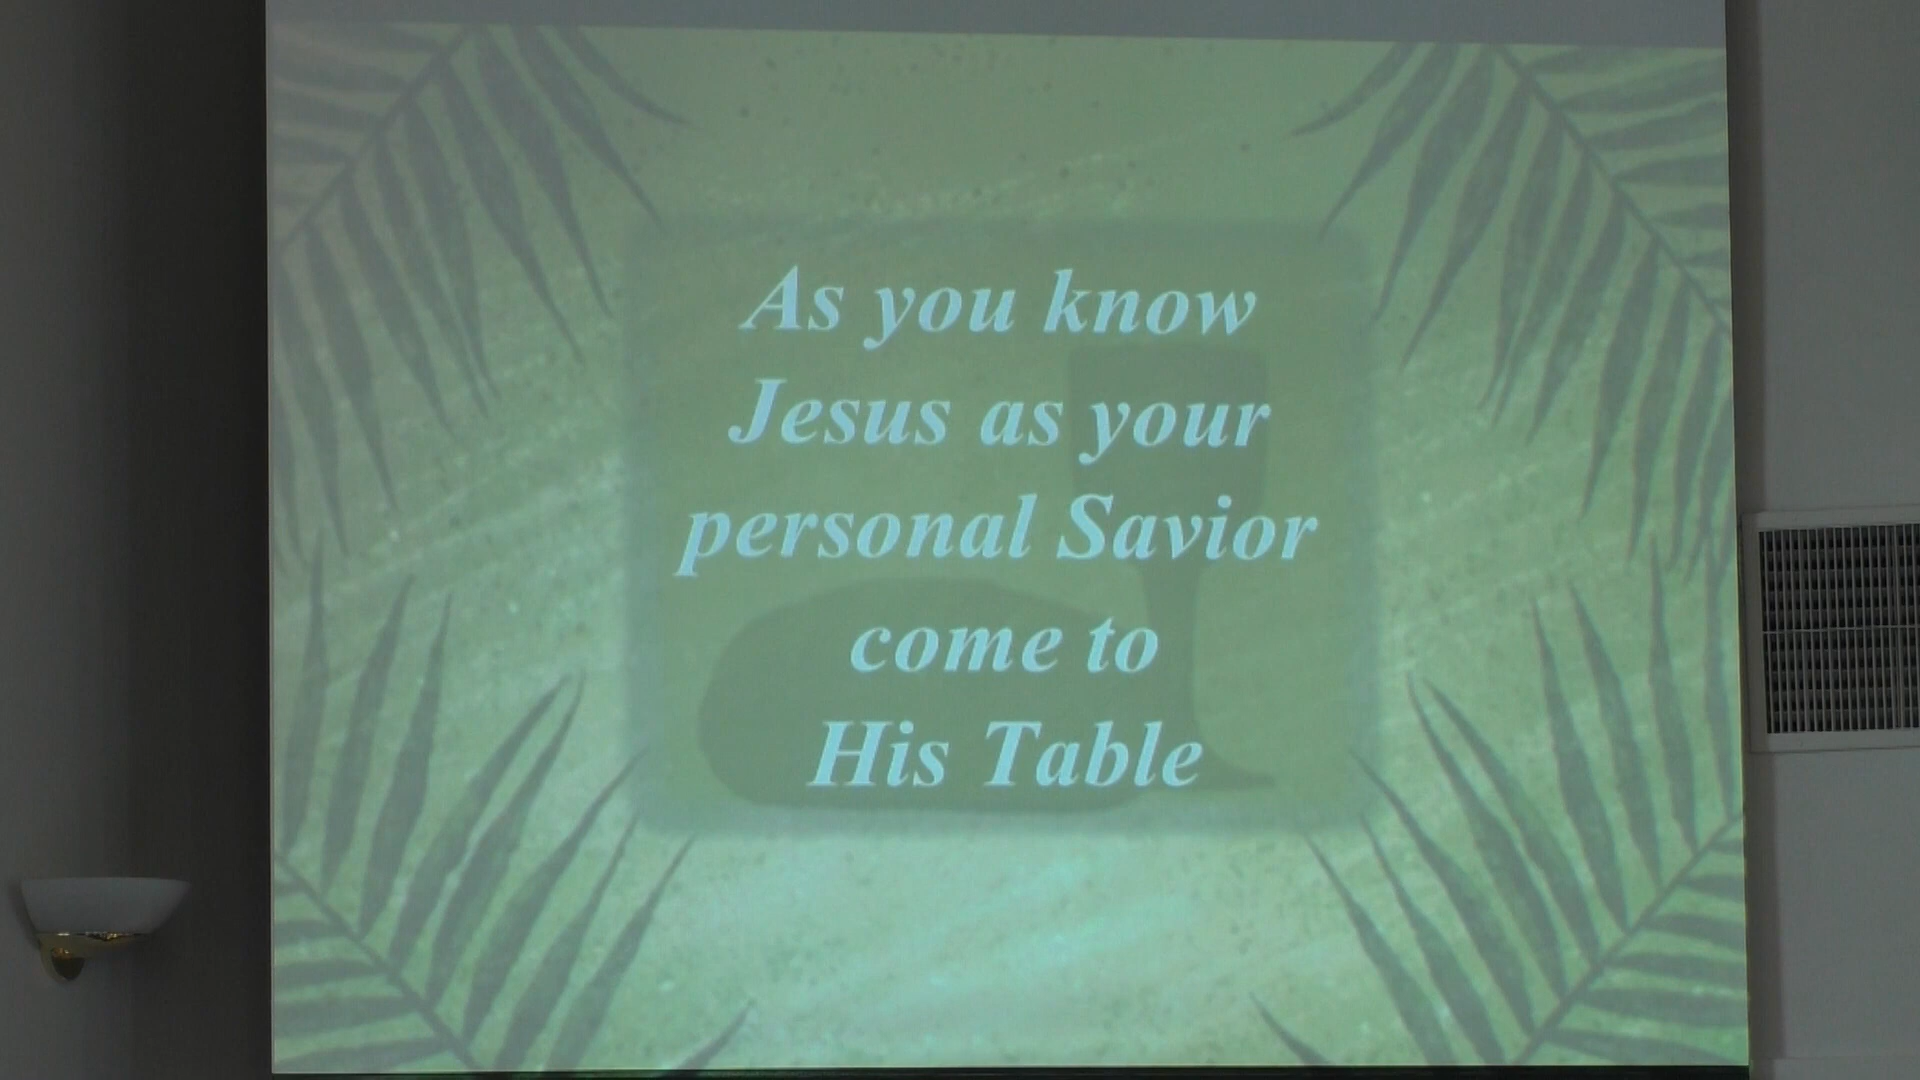 As you know
Jesus as your
personal Savior
come to
His Table